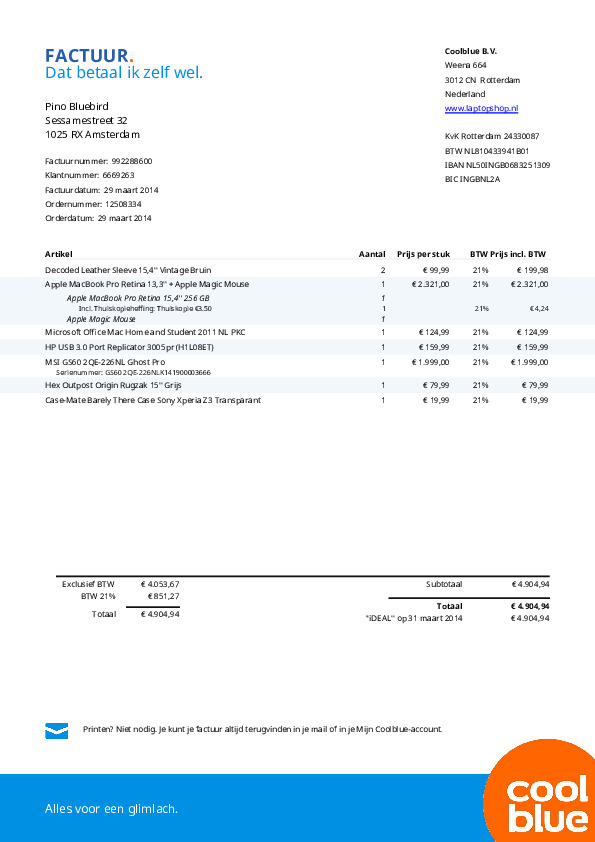 FACTUUR.
Dat betaal ik zelf wel.
Pino Bluebird
Sessamestreet 32
1025 RX Amsterdam
Factuurnummer: 992288600
Klantnummer: 6669263
Factuurdatum: 29 maart 2014
Ordernummer: 12508334
Orderdatum: 29 maart 2014
Coolblue B.V.
Weena 664
3012 CN Rotterdam
Nederland
www.laptopshop.nl
KvK Rotterdam 24330087
BTW NL810433941B01
IBAN NL50INGB0683251309
BIC INGBNL2A
Artikel Aantal Prijs per stuk BTW Prijs incl. BTW
Decoded Leather Sleeve 15,4" Vintage Bruin 2 € 99,99 21% € 199,98
Apple MacBook Pro Retina 13,3" + Apple Magic Mouse 1 € 2.321,00 21% € 2.321,00
Apple MacBook Pro Retina 15,4" 256 GB 1
Incl. Thuiskopieheffing: Thuiskopie €3.50 1 21% €4,24
Apple Magic Mouse 1
Microsoft Office Mac Home and Student 2011 NL PKC 1 € 124,99 21% € 124,99
HP USB 3.0 Port Replicator 3005pr (H1L08ET) 1 € 159,99 21% € 159,99
MSI GS60 2QE-226NL Ghost Pro 1 € 1.999,00 21% € 1.999,00
Serienummer: GS60 2QE-226NLK141900003666
Hex Outpost Origin Rugzak 15" Grijs 1 € 79,99 21% € 79,99
Case-Mate Barely There Case Sony Xperia Z3 Transparant 1 € 19,99 21% € 19,99
Exclusief BTW € 4.053,67
BTW 21% € 851,27
Totaal € 4.904,94
Subtotaal € 4.904,94
Totaal € 4.904,94
"iDEAL" op 31 maart 2014 € 4.904,94
Printen? Niet nodig. Je kunt je factuur altijd terugvinden in je mail of in je Mijn Coolblue-account.
Alles voor een glimlach.
cool
blue